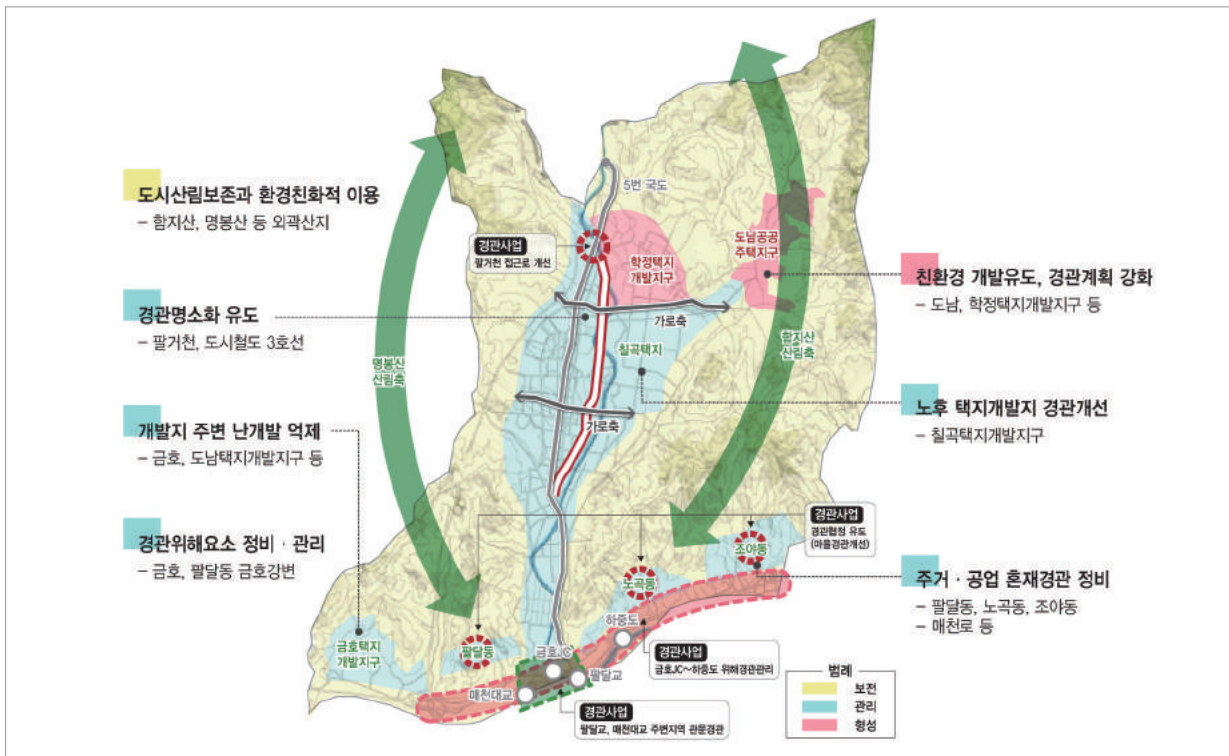 도시산림보존과 환경친화적 이용
– 함지산, 명봉산 등 외곽산지
경관명소화 유도
– 팔거천, 도시철도 3호선
개발지 주변 난개발 억제
– 금호, 도남택지개발지구 등
경관위해요소 정비 · 관리
– 금호, 팔달동 금호강변
5번 국도
경관사업
팔거천 접근로 개선
학정택지
개발지구
도남공공
주택지구
가로축
칠곡택지
가로축
명봉산
산림축
함지산
산림축
친환경 개발유도, 경관계획 강화
– 도남, 학정택지개발지구 등
노후 택지개발지 경관개선
– 칠곡택지개발지구
경관사업
경관협정 유도
(마을경관개선)
조야동
노곡동
하중도
팔달동
금호택지
개발지구
금호JC
매천대교
팔달교
경관사업
금호JC~하중도 위해경관관리
경관사업
팔달교, 매천대교 주변지역 관문경관
주거 · 공업 혼재경관 정비
– 팔달동, 노곡동, 조야동
– 매천로 등
범례
보전
관리
형성